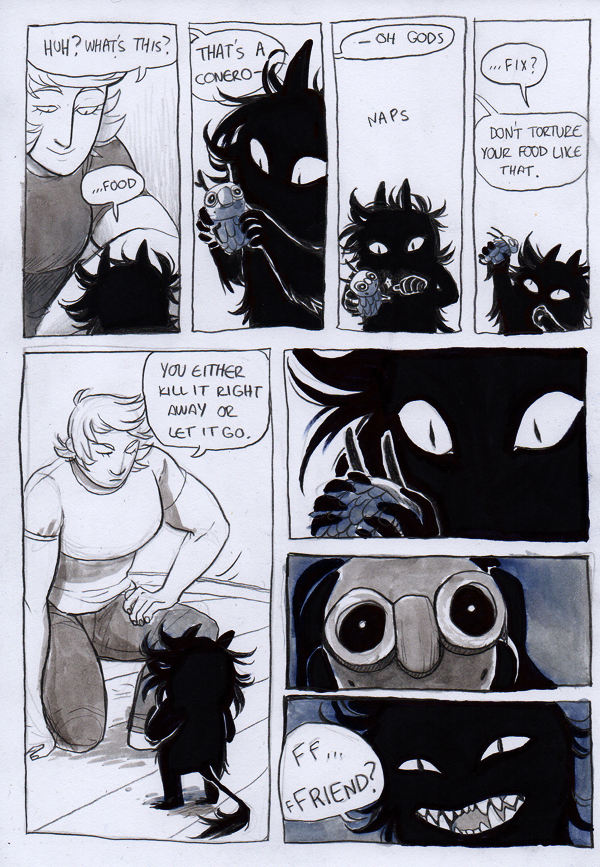 HUH? WHAT'S THIS?
...FOOD
THAT'S A
CONERO-
- OH GODS
NAPS
...FIX?
DON'T TORTURE
YOUR FOOD LIKE
THAT.
YOU EITHER
KILL IT RIGHT
AWAY OR
LET IT GO.
FF...
FFRIEND?